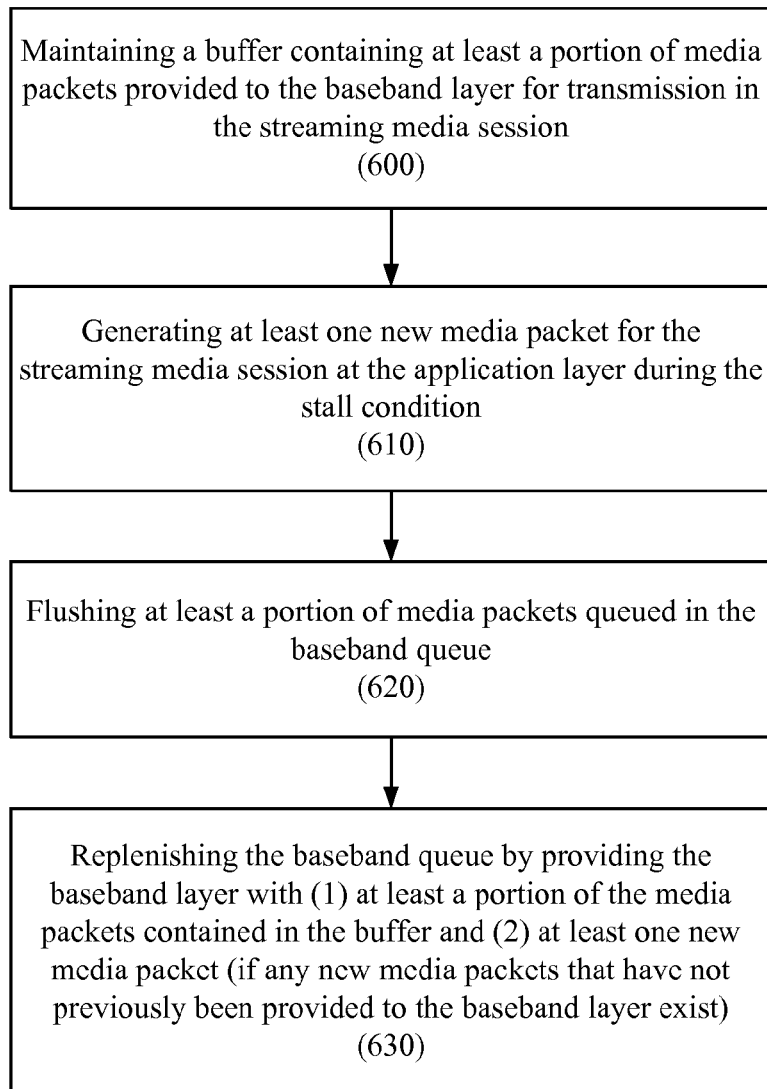 Maintaining a buffer containing at least a portion of media
packets provided to the baseband layer for transmission in
the streaming media session
(600)
Generating at least one new media packet for the
streaming media session at the application layer during the
stall condition
(610)
Flushing at least a portion of media packets queued in the
baseband queue
(620)
Replenishing the baseband queue by providing the
baseband layer with (1) at least a portion of the media
packets contained in the buffer and (2) at least one new
media packet (if any new media packets that have not
previously been provided to the baseband layer exist)
(630)